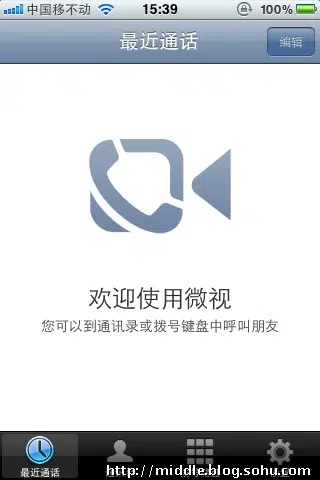 中国移不动 15:39 100%
最近通话 编辑
欢迎使用微视
您可以到通讯录或拨号键盘中呼叫朋友
最近通话
http://middle.blog.sohu.com